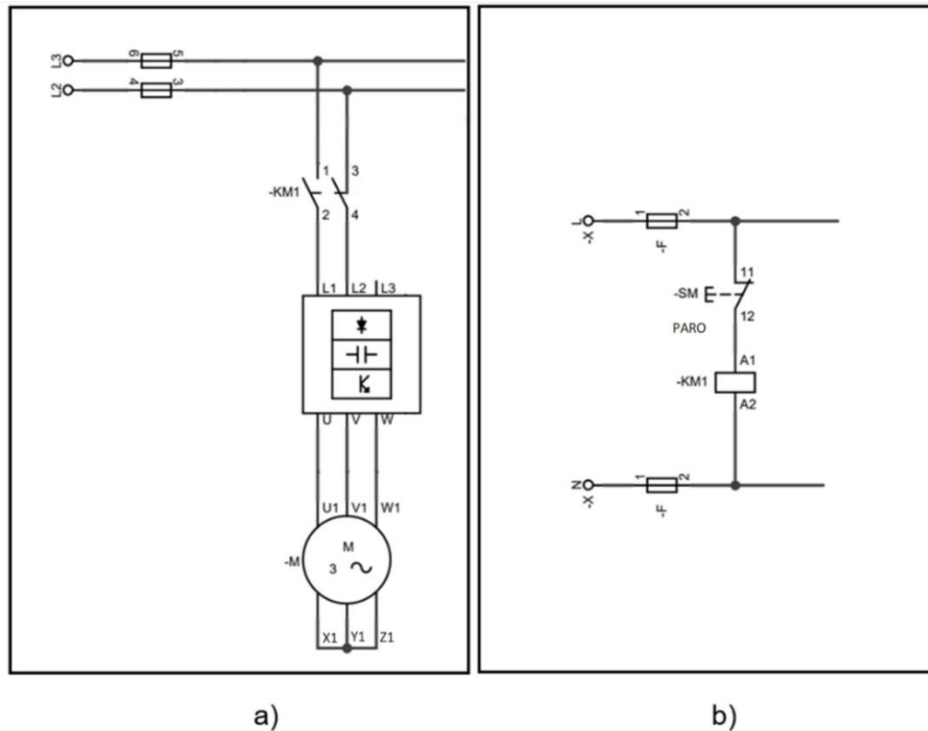 L3
6
5
L2
4
3
1
3
-KM1
2
4
L1
L2
L3
U
V
W
U1
V1
W1
-M
M
3
X1
Y1
Z1
a)
L
-X
1
2
-F
11
-SM
12
PARO
A1
-KM1
A2
N
-X
1
2
-F
b)